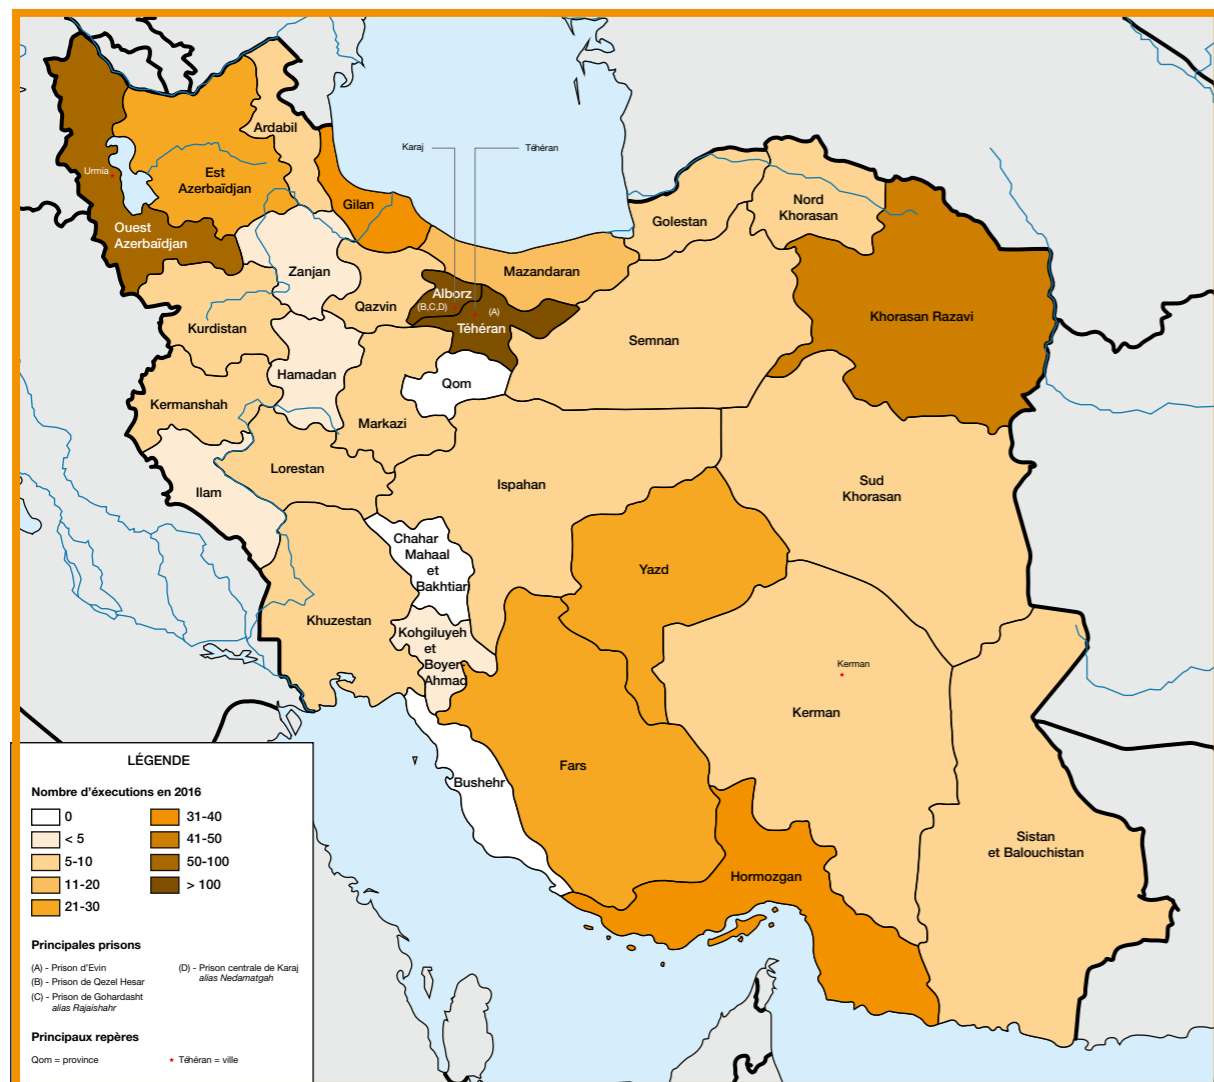 Karaj
Téhéran
Ardabil
Urmia
Est
Azerbaïdjan
Gilan
Nord
Khorasan
Golestan
Ouest
Azerbaïdjan
Zanjan
Mazandaran
Qazvin
Alborz
(B,C,D)
(A)
Téhéran
Khorasan Razavi
Kurdistan
Semnan
Hamadan
Qom
Kermanshah
Markazi
Lorestan
Ilam
Ispahan
Sud
Khorasan
Chahar
Mahaal
et
Bakhtiar
Yazd
Khuzestan
Kohgiluyeh
et
Boyer-
Ahmad
Kerman
Kerman
Fars
Bushehr
Sistan
et Balouchistan
Hormozgan
LÉGENDE
Nombre d'éxecutions en 2016
0
< 5
5-10
11-20
21-30
31-40
41-50
50-100
> 100
Principales prisons
(A) - Prison d'Evin
(B) - Prison de Qezel Hesar
(C) - Prison de Gohardasht
alias Rajaishahr
(D) - Prison centrale de Karaj
alias Nedamatgah
Principaux repères
Qom = province
Téhéran = ville